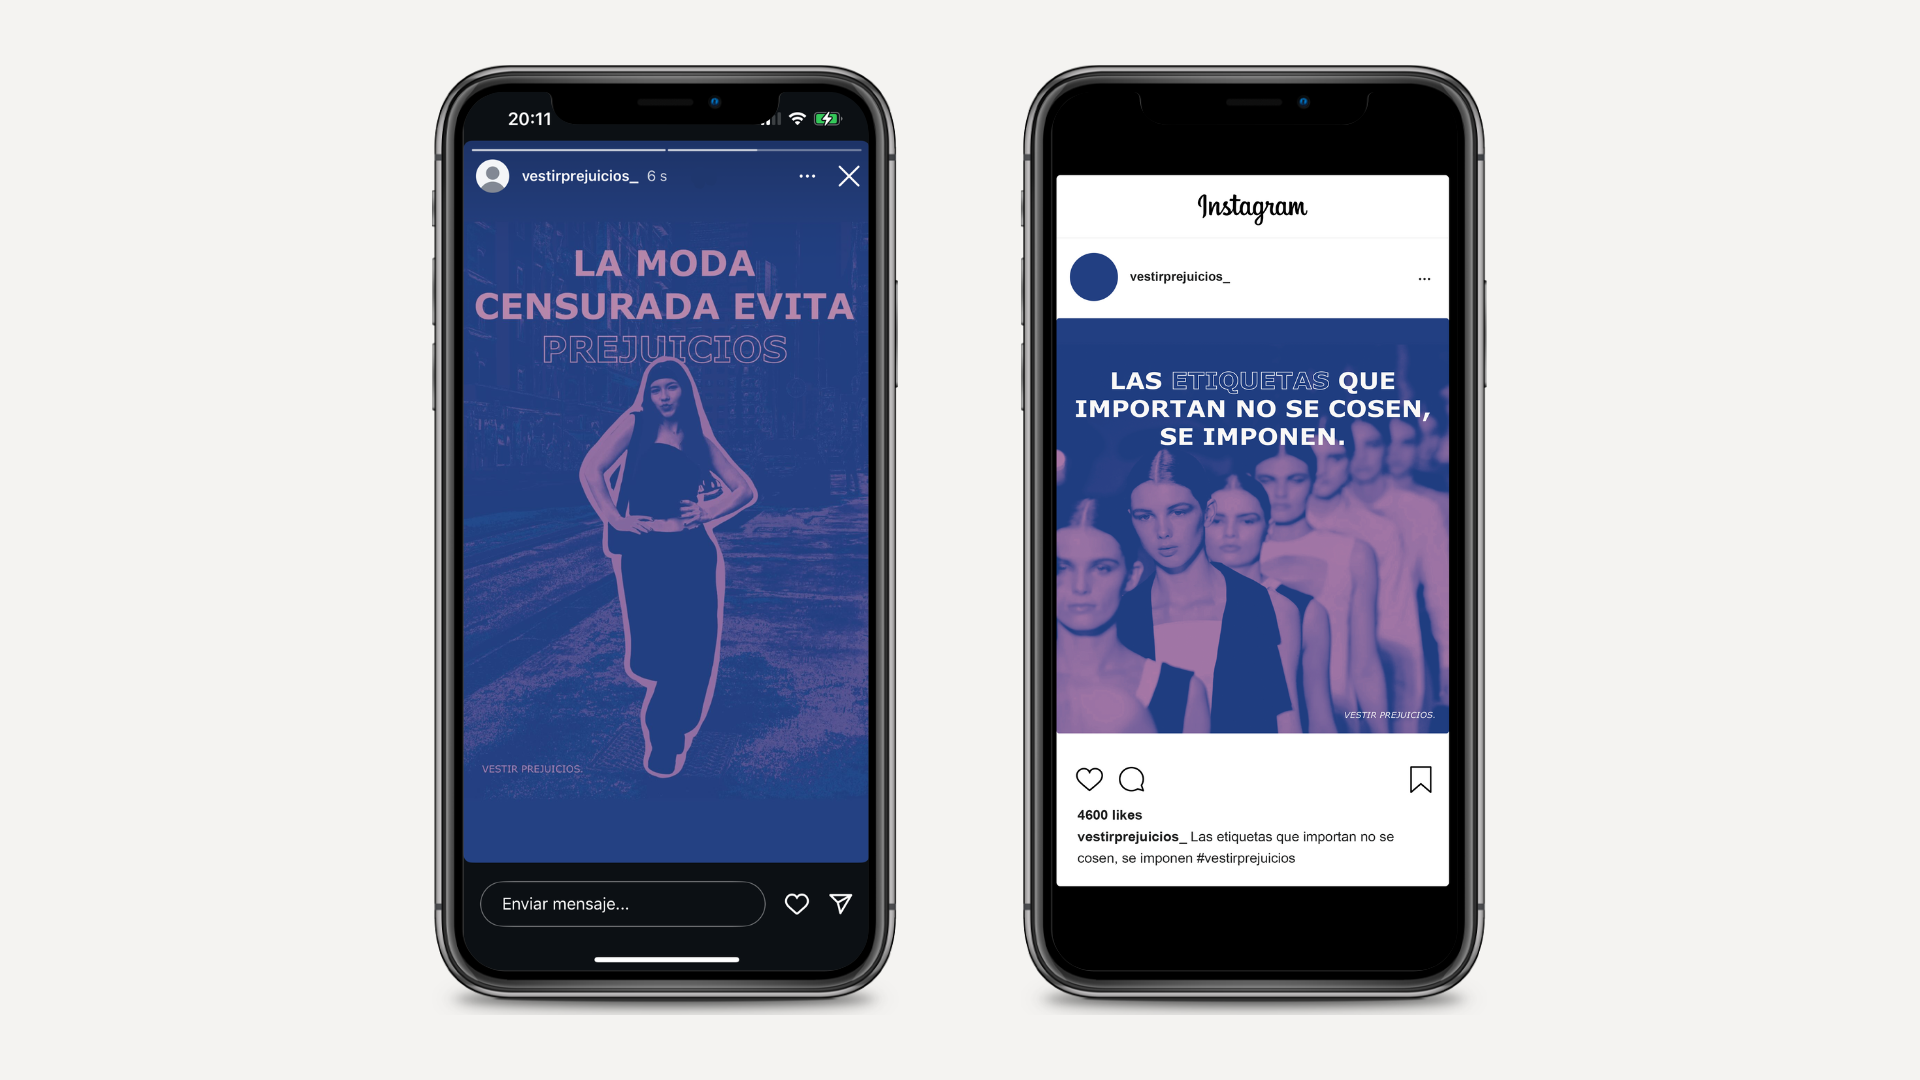 20:11
vestirprejuicios_ 6 s
LA MODA
CENSURADA EVITA
PREJUICIOS
VESTIR PREJUICIOS.
Enviar mensaje...
Instagram
vestirprejuicios_
LAS ETIQUETAS QUE
IMPORTAN NO SE COSEN,
SE IMPONEN.
VESTIR PREJUICIOS.
4600 likes
vestirprejuicios_ Las etiquetas que importan no se
cosen, se imponen #vestirprejuicios